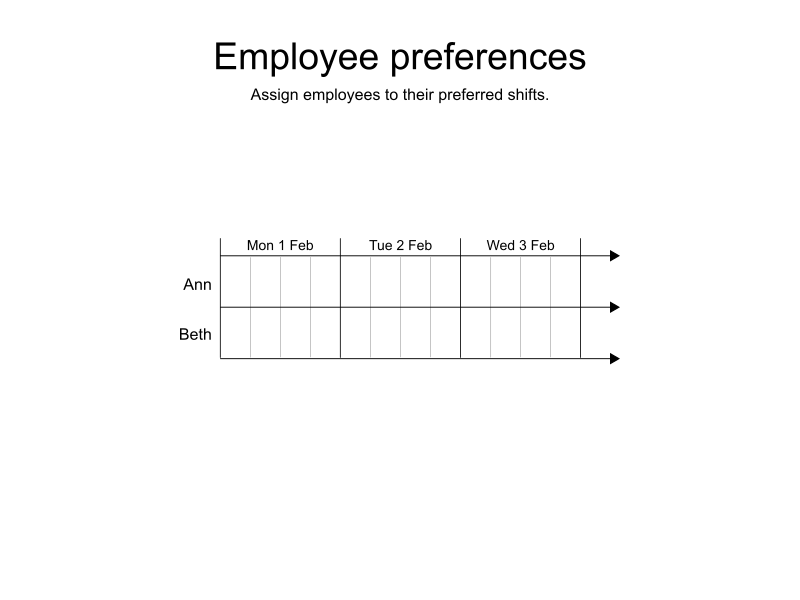 Employee preferences
Assign employees to their preferred shifts.
Mon 1 Feb Tue 2 Feb Wed 3 Feb
Ann
Beth